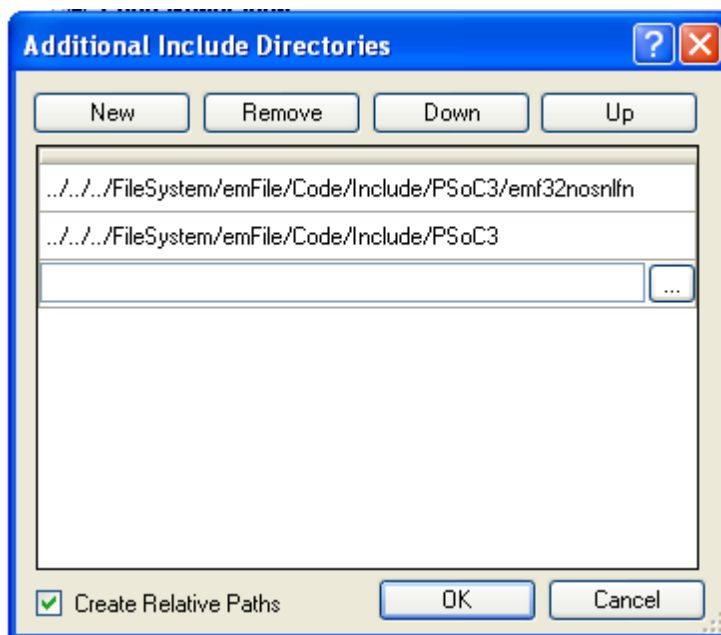 Additional Include Directories
New Remove Down Up
../../../FileSystem/emFile/Code/Include/PSoC3/emf32nosnlfn
../../../FileSystem/emFile/Code/Include/PSoC3
...
Create Relative Paths OK Cancel